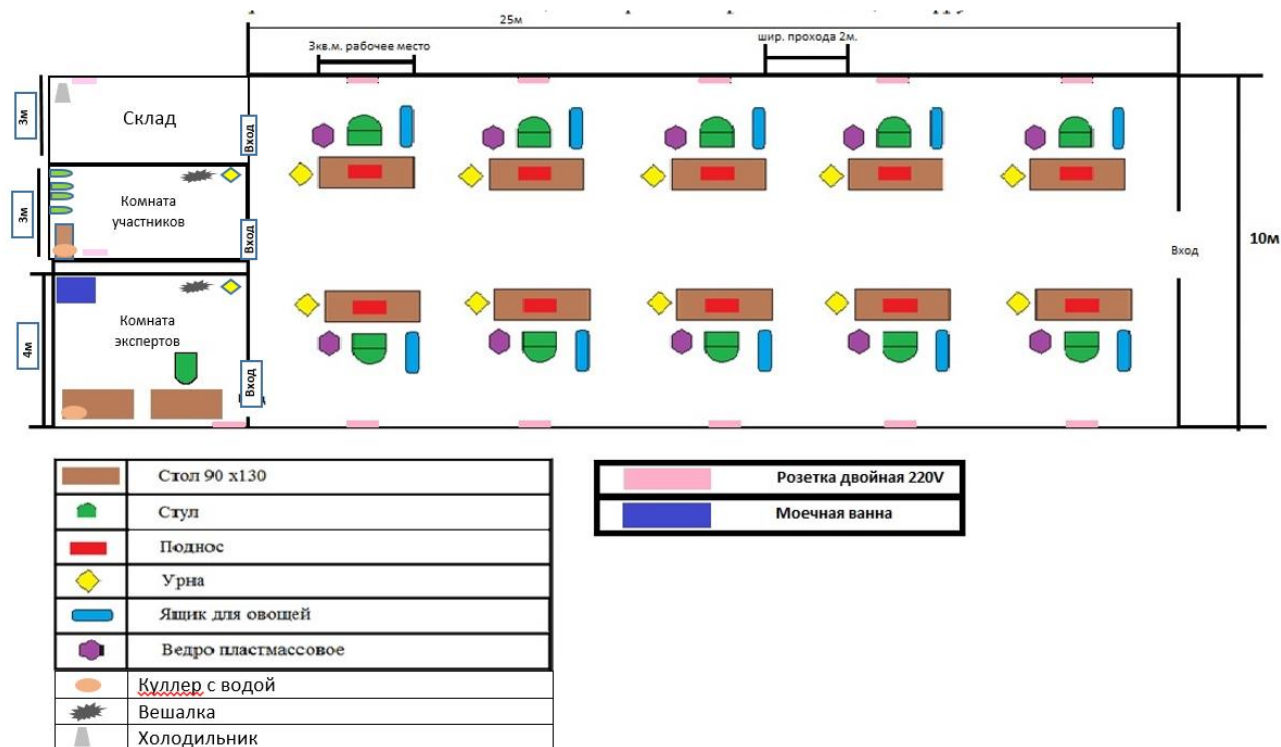 25м
3кв.м. рабочее место
шир. прохода 2м.
3м
Склад
Вход
3м
Комната
участников
Вход
Вход
10м
4м
Комната
экспертов
Вход
Стол 90 х130
Стул
Поднос
Урна
Ящик для овощей
Ведро пластмассовое
Куллер с водой
Вешалка
Холодильник
Розетка двойная 220V
Моечная ванна